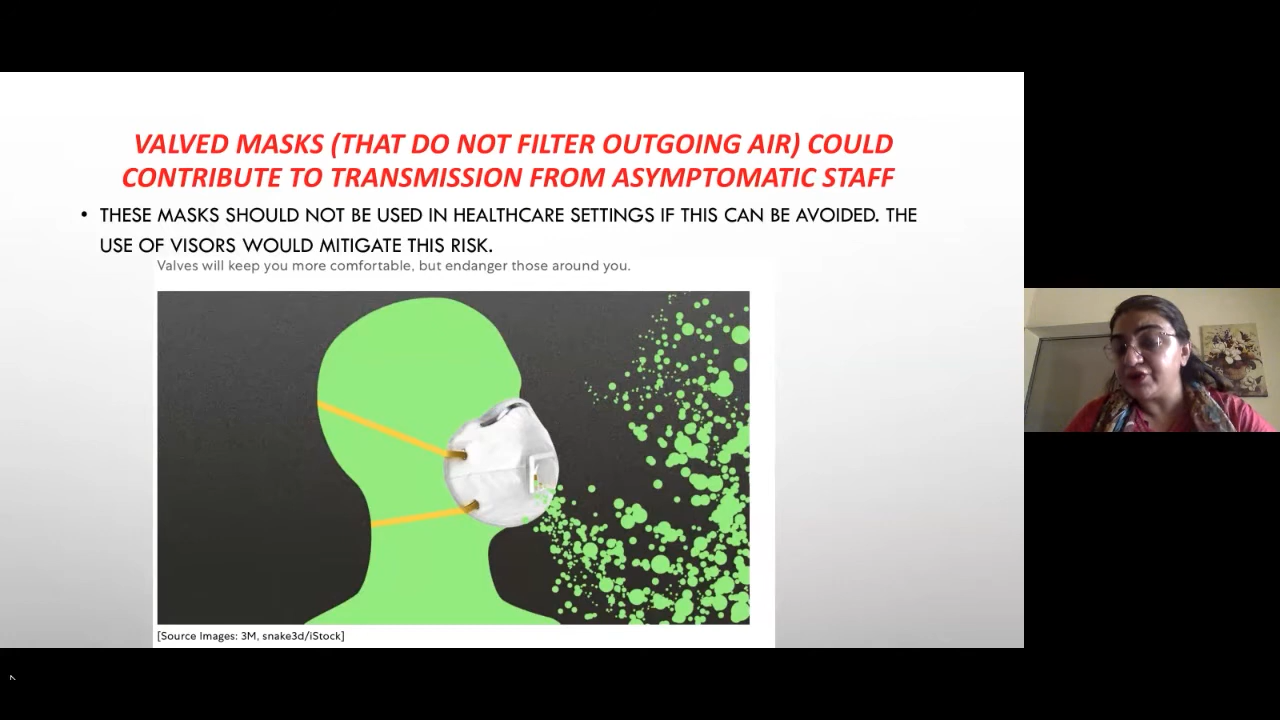 VALVED MASKS (THAT DO NOT FILTER OUTGOING AIR) COULD
CONTRIBUTE TO TRANSMISSION FROM ASYMPTOMATIC STAFF
• THESE MASKS SHOULD NOT BE USED IN HEALTHCARE SETTINGS IF THIS CAN BE AVOIDED. THE
USE OF VISORS WOULD MITIGATE THIS RISK.
Valves will keep you more comfortable, but endanger those around you.
[Source Images: 3M, snake3d/iStock]